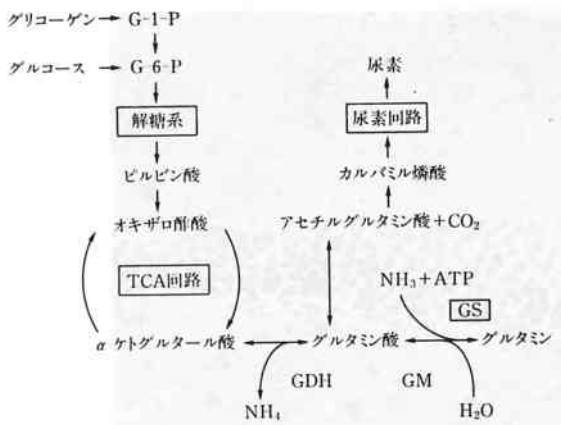 グリコーゲン G-1-P
グルコース G-6-P
解糖系
ピルビン酸
オキザロ酢酸
TCA回路
αケトグルタール酸
尿素
尿素回路
カルバミル燐酸
アセチルグルタミン酸+CO₂
NH₃+ATP
GS
グルタミン酸
グルタミン
GDH
GM
NH₄
H₂O